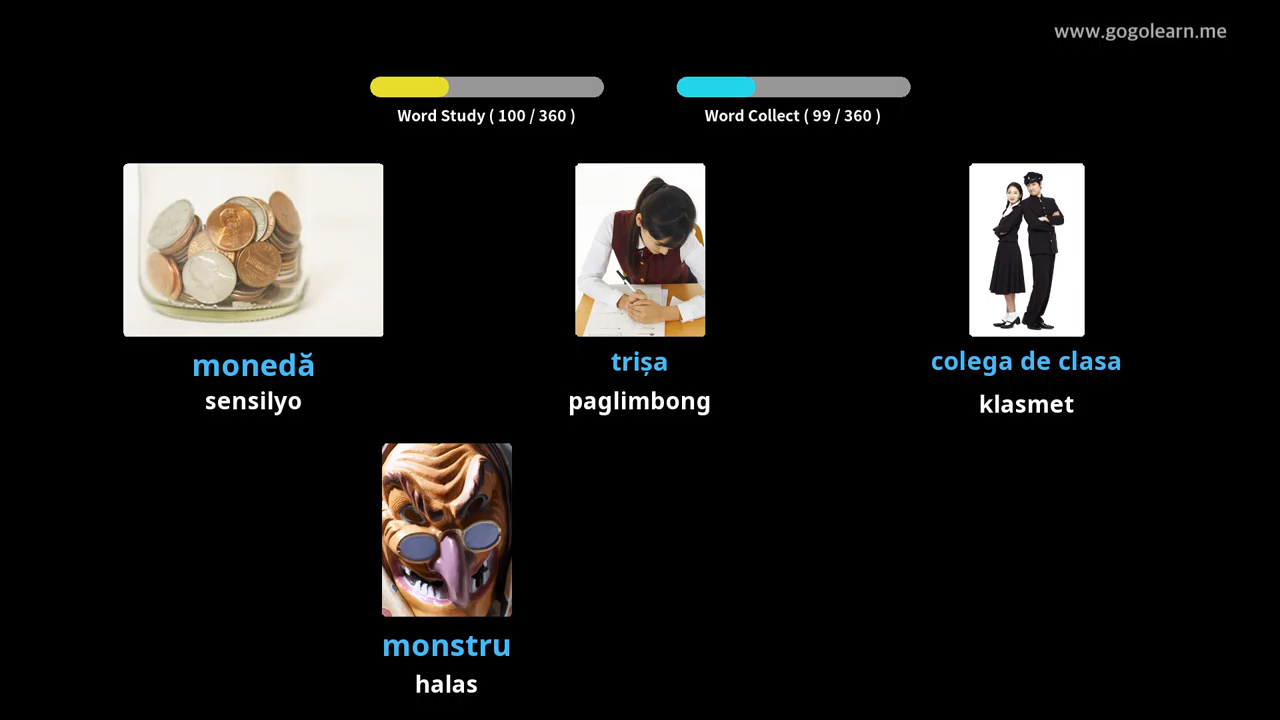 www.gogolearn.me
Word Study ( 100 / 360 )
Word Collect ( 99 / 360 )
monedă
sensilyo
trișa
paglimbong
colega de clasa
klasmet
monstru
halas